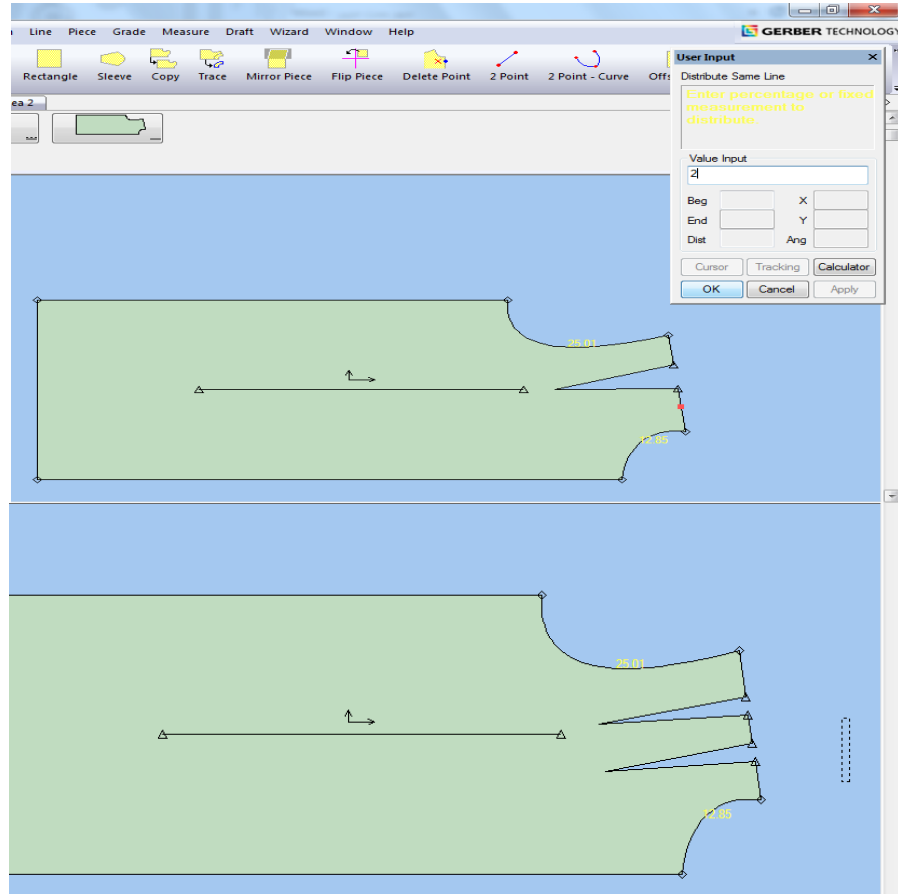 Line Piece Grade Measure Draft Wizard Window Help
GERBER TECHNOLOGY
Rectangle Sleeve Copy Trace Mirror Piece Flip Piece Delete Point 2 Point 2 Point - Curve Offs
ea 2
User Input
Distribute Same Line
Enter percentage or fixed
measurement to
distribute.
Value Input
2
Beg X
End Y
Dist Ang
Cursor Tracking Calculator
OK Cancel Apply
25.01
12.85
25.01
12.85